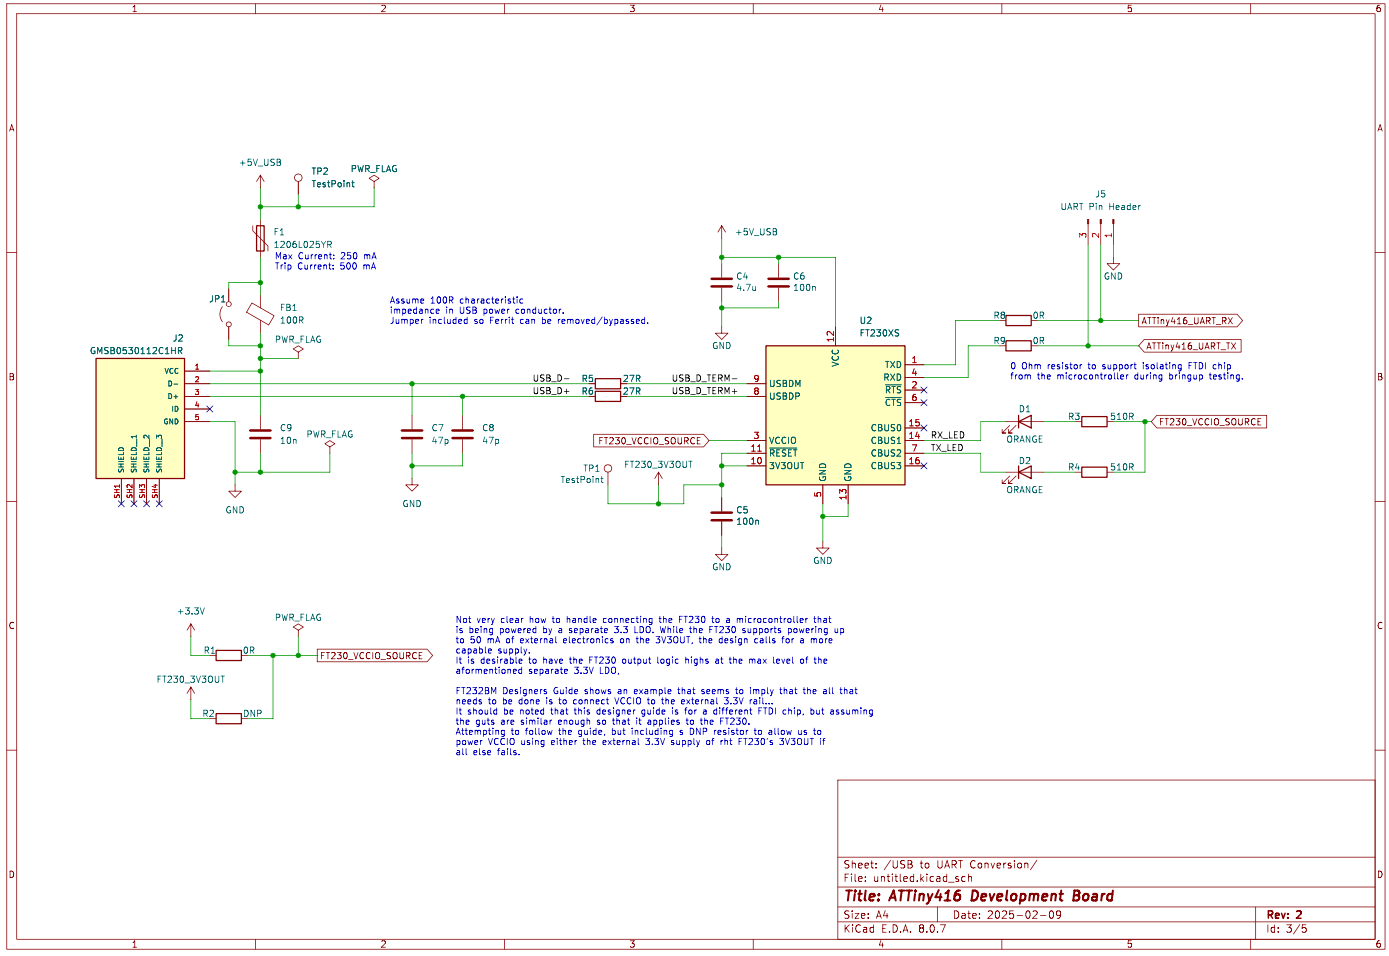 1 2 3 4 5 6
A
B
C
D
A
B
C
D
+5V_USB
TP2
TestPoint
PWR_FLAG
F1
1206L025YR
Max Current: 250 mA
Trip Current: 500 mA
JP1
FB1
100R
PWR_FLAG
Assume 100R characteristic
impedance in USB power conductor.
Jumper included so Ferrit can be removed/bypassed.
J2
GMSB0530112C1HR
VCC 1
D- 2
D+ 3
ID 4
GND 5
SHIELD
SHIELD__1
SHIELD__2
SHIELD__3
SH1
SH2
SH3
SH4
C9
10n
PWR_FLAG
GND
C7
47p
C8
47p
GND
USB_D- R5 27R USB_D_TERM-
USB_D+ R6 27R USB_D_TERM+
+5V_USB
C4
4.7u
C6
100n
GND
U2
FT230XS
12
VCC
9 USBDM
8 USBDP
3 VCCIO
11 RESET
10 3V3OUT
TXD 1
RXD 4
RTS 2
CTS 6
CBUS0 15
CBUS1 14
CBUS2 7
CBUS3 16
GND
GND
5
13
GND
FT230_VCCIO_SOURCE
TP1
TestPoint
FT230_3V3OUT
C5
100n
GND
J5
UART Pin Header
3
2
1
GND
R8 0R
ATTiny416_UART_RX
R9 0R
ATTiny416_UART_TX
0 Ohm resistor to support isolating FTDI chip
from the microcontroller during bringup testing.
RX_LED
TX_LED
D1
ORANGE
R3 510R
FT230_VCCIO_SOURCE
D2
ORANGE
R4 510R
+3.3V
R1 0R
PWR_FLAG
FT230_VCCIO_SOURCE
FT230_3V3OUT
R2 DNP
Not very clear how to handle connecting the FT230 to a microcontroller that
is being powered by a separate 3.3 LDO. While the FT230 supports powering up
to 50 mA of external electronics on the 3V3OUT, the design calls for a more
capable supply.
It is desirable to have the FT230 output logic highs at the max level of the
aformentioned separate 3.3V LDO,
FT232BM Designers Guide shows an example that seems to imply that the all that
needs to be done is to connect VCCIO to the external 3.3V rail...
It should be noted that this designer guide is for a different FTDI chip, but assuming
the guts are similar enough so that it applies to the FT230.
Attempting to follow the guide, but including s DNP resistor to allow us to
power VCCIO using either the external 3.3V supply of rht FT230's 3V3OUT if
all else fails.
Sheet: /USB to UART Conversion/
File: untitled.kicad_sch
Title: ATTiny416 Development Board
Size: A4 Date: 2025-02-09 Rev: 2
KiCad E.D.A. 8.0.7 Id: 3/5
1 2 3 4 5 6